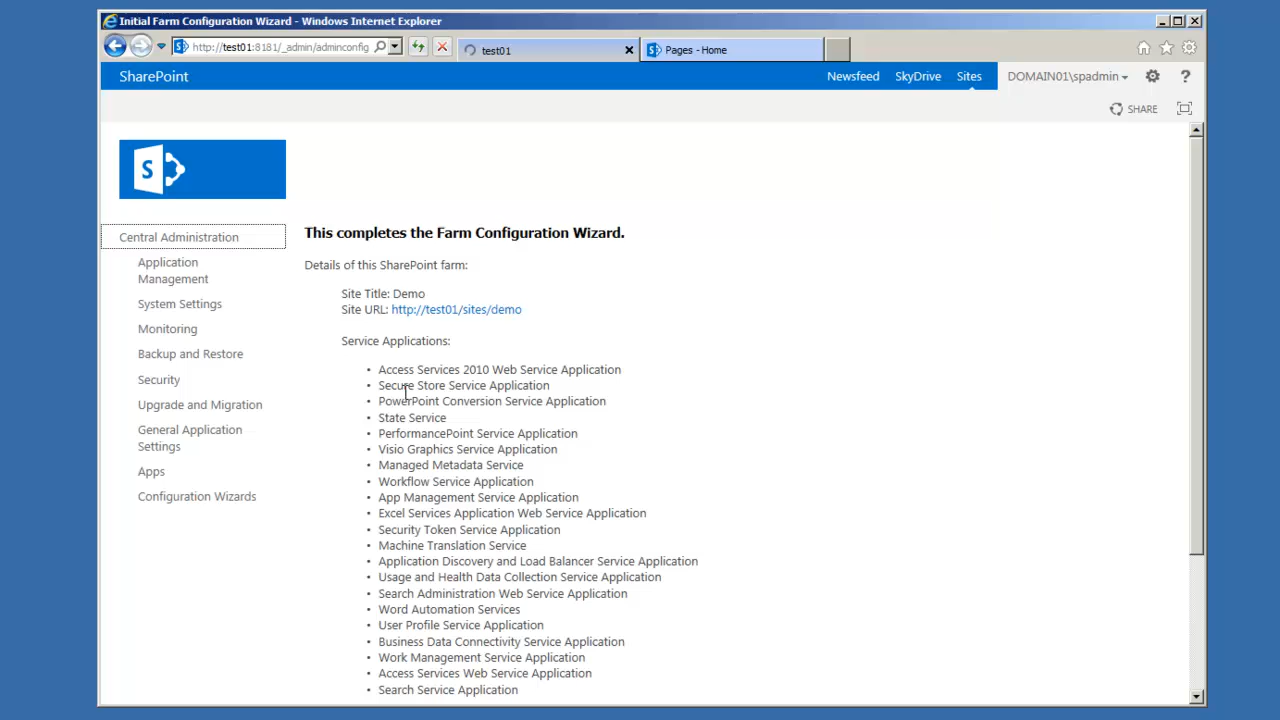 Initial Farm Configuration Wizard - Windows Internet Explorer
http://test01:8181/_admin/adminconfig
test01
Pages - Home
SharePoint
Newsfeed
SkyDrive
Sites
DOMAIN01\spadmin
?
SHARE
S
Central Administration
Application
Management
System Settings
Monitoring
Backup and Restore
Security
Upgrade and Migration
General Application
Settings
Apps
Configuration Wizards
This completes the Farm Configuration Wizard.
Details of this SharePoint farm:
Site Title: Demo
Site URL: http://test01/sites/demo
Service Applications:
• Access Services 2010 Web Service Application
• Secure Store Service Application
• PowerPoint Conversion Service Application
• State Service
• PerformancePoint Service Application
• Visio Graphics Service Application
• Managed Metadata Service
• Workflow Service Application
• App Management Service Application
• Excel Services Application Web Service Application
• Security Token Service Application
• Machine Translation Service
• Application Discovery and Load Balancer Service Application
• Usage and Health Data Collection Service Application
• Search Administration Web Service Application
• Word Automation Services
• User Profile Service Application
• Business Data Connectivity Service Application
• Work Management Service Application
• Access Services Web Service Application
• Search Service Application